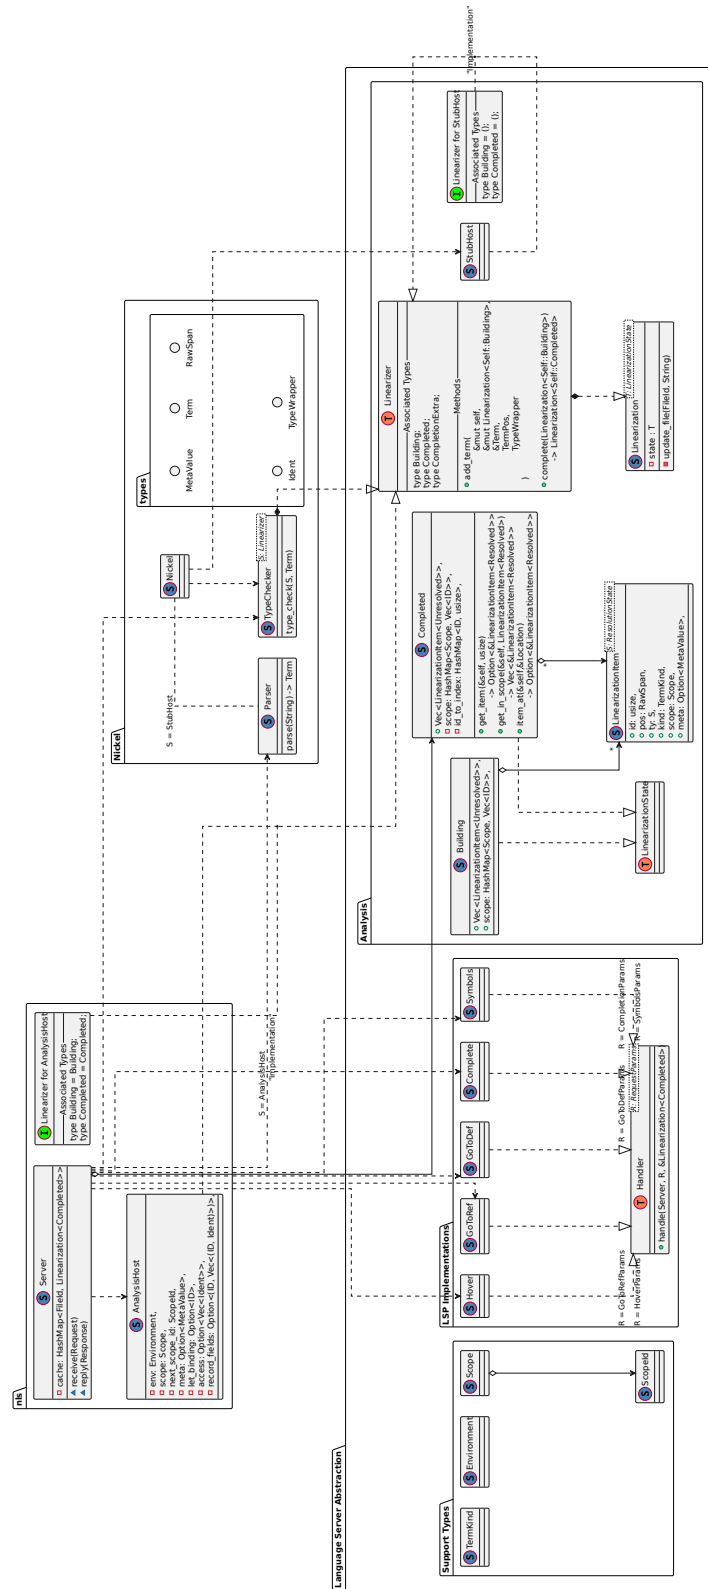 nls
S Server
cache: HashMap<FileId, Linearization<Completed>>
receive(Request)
reply(Response)
I Linearizer for AnalysisHost
Associated Types
type Building = Building;
type Completed = Completed;
S AnalysisHost
env: Environment,
scope: Scope,
next_scope_id: ScopeId,
meta: Option<MetaValue>,
let_binding: Option<ID>,
access: Option<Vec<Ident>>,
record_fields: Option<(ID, Vec<(ID, Ident)>)>
S = AnalysisHost
"Implementation"
Nickel
S = StubHost
S Parser
parse(String) -> Term
S Nickel
S TypeChecker
S: Linearizer
type_check(S, Term)
types
MetaValue
Term
RawSpan
Ident
TypeWrapper
Language Server Abstraction
Analysis
S Building
Vec<LinearizationItem<Unresolved>>,
scope: HashMap<Scope, Vec<ID>>,
S Completed
Vec<LinearizationItem<Unresolved>>,
scope: HashMap<Scope, Vec<ID>>,
id_to_index: HashMap<ID, usize>,
get_item(&self, usize)
-> Option<&LinearizationItem<Resolved>>
get_in_scope(&self, LinearizationItem<Resolved>)
-> Vec<&LinearizationItem<Resolved>>
item_at(&self,&Location)
-> Option<&LinearizationItem<Resolved>>
T Linearizer
Associated Types
type Building;
type Completed;
type CompletionExtra;
Methods
add_term(
&mut self,
&mut Linearization<Self::Building>,
&Term,
TermPos,
TypeWrapper
)
complete(Linearization<Self::Building>)
-> Linearization<Self::Completed>
S StubHost
I Linearizer for StubHost
Associated Types
type Building = ();
type Completed = ();
"Implementation"
T LinearizationState
*
*
S LinearizationItem
S: ResolutionState
id: usize,
pos: RawSpan,
ty: S,
kind: TermKind,
scope: Scope,
meta: Option<MetaValue>,
S Linearization
S: LinearizationState
state : T
update_file(FileId, String)
LSP Implementations
S Hover
S GoToRef
S GoToDef
S Complete
S Symbols
R = GoToRefParams
R = HoverParams
R = GoToDefParams
R = CompletionParams
R = SymbolsParams
T Handler
R: RequestParams
handle(Server, R, &Linearization<Completed>)
Support Types
S TermKind
S Environment
S Scope
S ScopeId